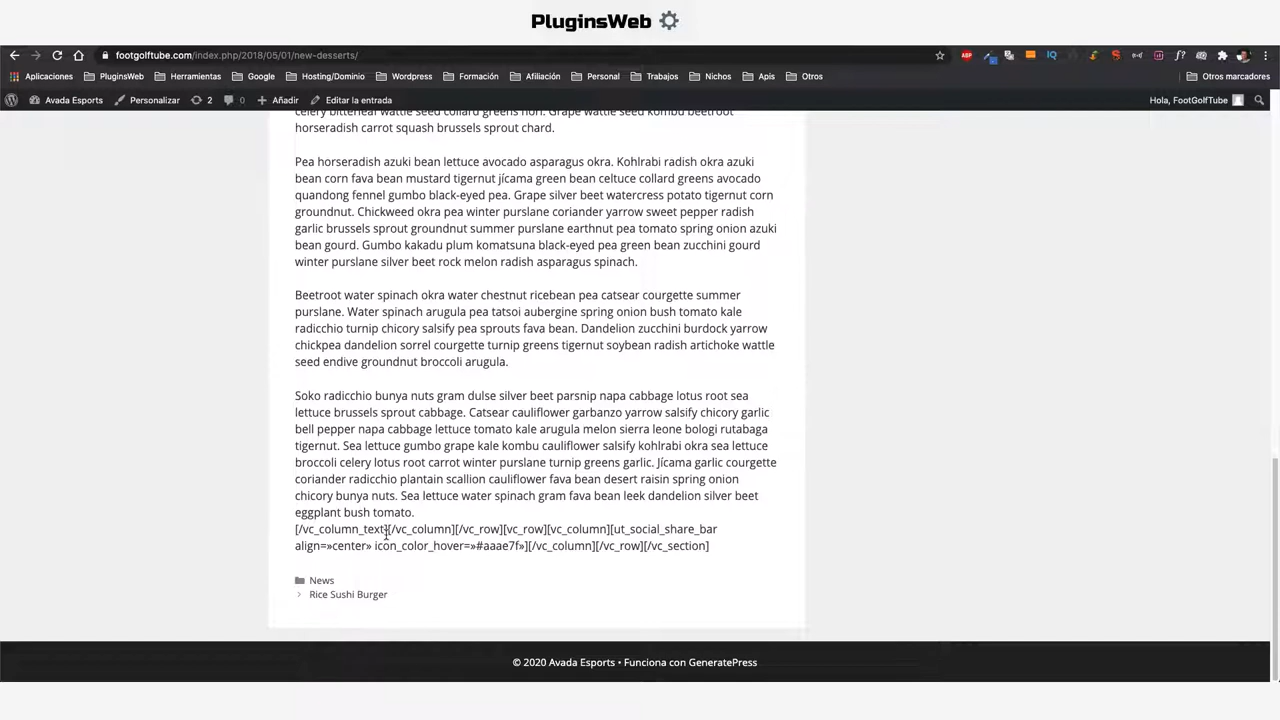 PluginsWeb
footgolftube.com/index.php/2018/05/01/new-desserts/
Aplicaciones PluginsWeb Herramientas Google Hosting/Dominio Wordpress Formación Afiliación Personal Trabajos Nichos Apis Otros Otros marcadores
Avada Esports Personalizar 2 0 Añadir Editar la entrada Hola, FootGolfTube
horseradish carrot squash brussels sprout chard.
Pea horseradish azuki bean lettuce avocado asparagus okra. Kohlrabi radish okra azuki
bean corn fava bean mustard tigernut jícama green bean celtuce collard greens avocado
quandong fennel gumbo black-eyed pea. Grape silver beet watercress potato tigernut corn
groundnut. Chickweed okra pea winter purslane coriander yarrow sweet pepper radish
garlic brussels sprout groundnut summer purslane earthnut pea tomato spring onion azuki
bean gourd. Gumbo kakadu plum komatsuna black-eyed pea green bean zucchini gourd
winter purslane silver beet rock melon radish asparagus spinach.
Beetroot water spinach okra water chestnut ricebean pea catsear courgette summer
purslane. Water spinach arugula pea tatsoi aubergine spring onion bush tomato kale
radicchio turnip chicory salsify pea sprouts fava bean. Dandelion zucchini burdock yarrow
chickpea dandelion sorrel courgette turnip greens tigernut soybean radish artichoke wattle
seed endive groundnut broccoli arugula.
Soko radicchio bunya nuts gram dulse silver beet parsnip napa cabbage lotus root sea
lettuce brussels sprout cabbage. Catsear cauliflower garbanzo yarrow salsify chicory garlic
bell pepper napa cabbage lettuce tomato kale arugula melon sierra leone bologi rutabaga
tigernut. Sea lettuce gumbo grape kale kombu cauliflower salsify kohlrabi okra sea lettuce
broccoli celery lotus root carrot winter purslane turnip greens garlic. Jícama garlic courgette
coriander radicchio plantain scallion cauliflower fava bean desert raisin spring onion
chicory bunya nuts. Sea lettuce water spinach gram fava bean leek dandelion silver beet
eggplant bush tomato.
[/vc_column_text][/vc_column][/vc_row][vc_row][vc_column][ut_social_share_bar
align=»center» icon_color_hover=»#aaae7f»][/vc_column][/vc_row][/vc_section]
News
Rice Sushi Burger
© 2020 Avada Esports • Funciona con GeneratePress